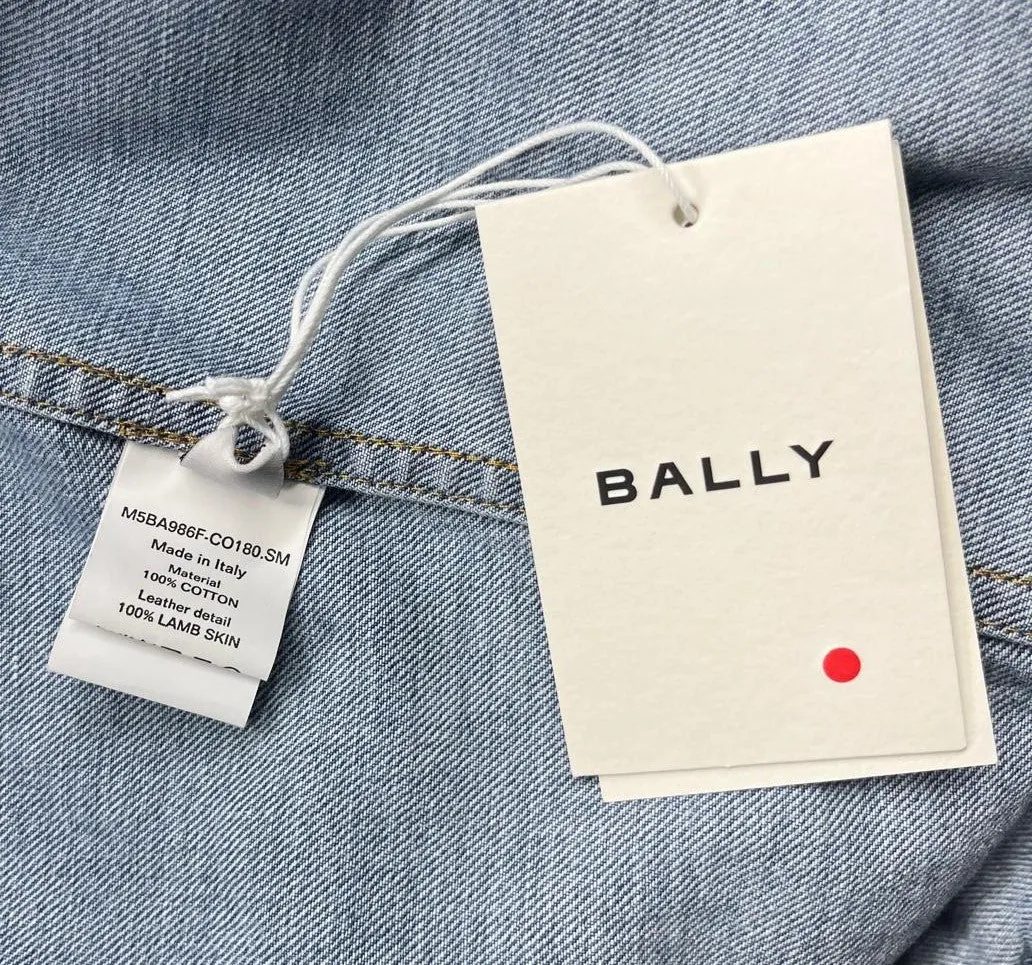 M5BA986F-CO180.SM
Made in Italy
Material
100% COTTON
Leather detail
100% LAMB SKIN
BALLY